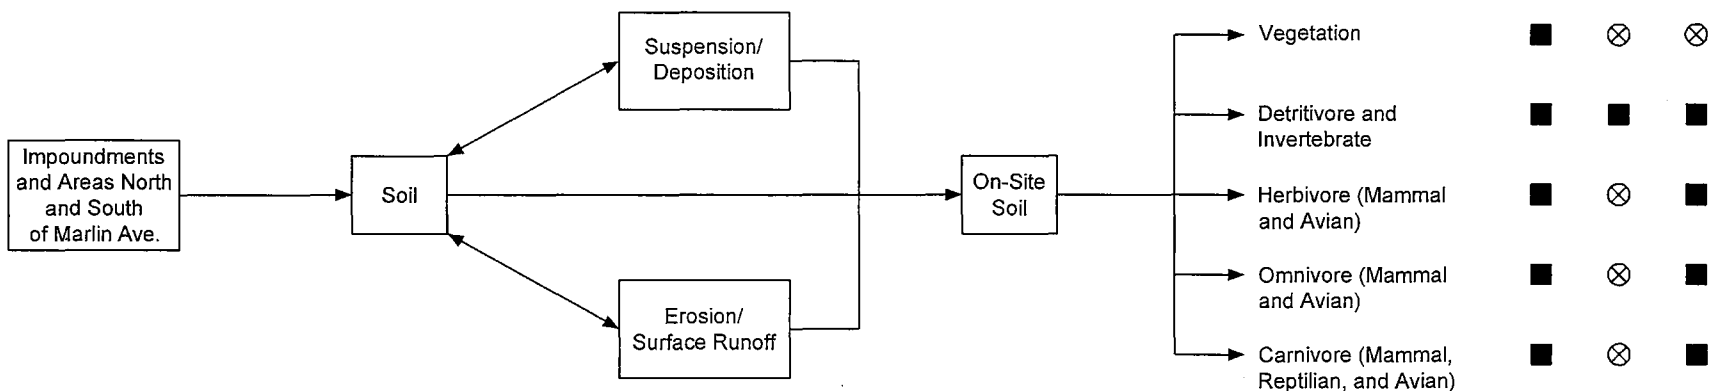 Impoundments
and Areas North
and South
of Marlin Ave.
Soil
Suspension/
Deposition
Erosion/
Surface Runoff
On-Site
Soil
Vegetation
Detritivore and
Invertebrate
Herbivore (Mammal
and Avian)
Omnivore (Mammal
and Avian)
Carnivore (Mammal,
Reptilian, and Avian)